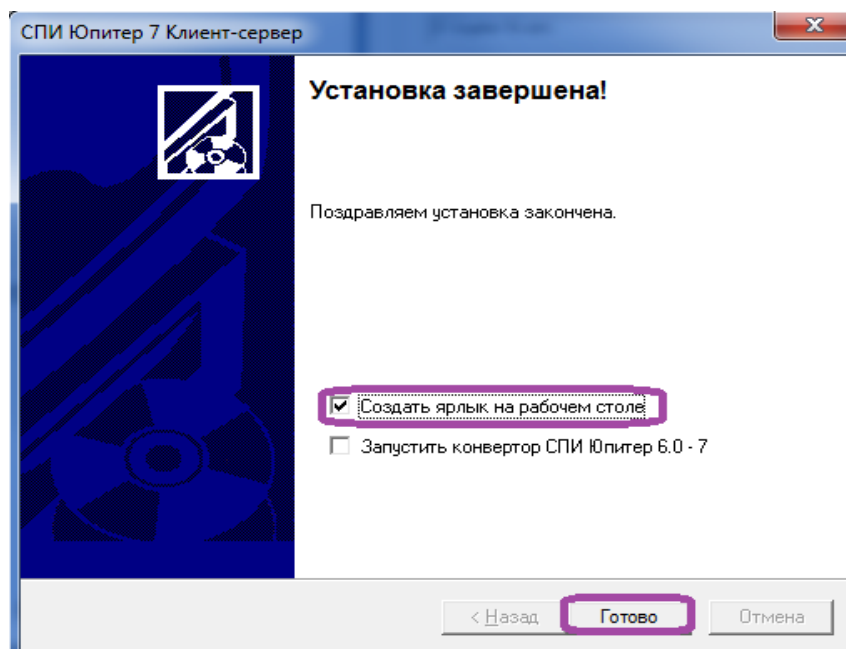 СПИ Юпитер 7 Клиент-сервер
Установка завершена!
Поздравляем установка закончена.
Создать ярлык на рабочем столе
Запустить конвертор СПИ Юпитер 6.0 - 7
< Назад
Готово
Отмена